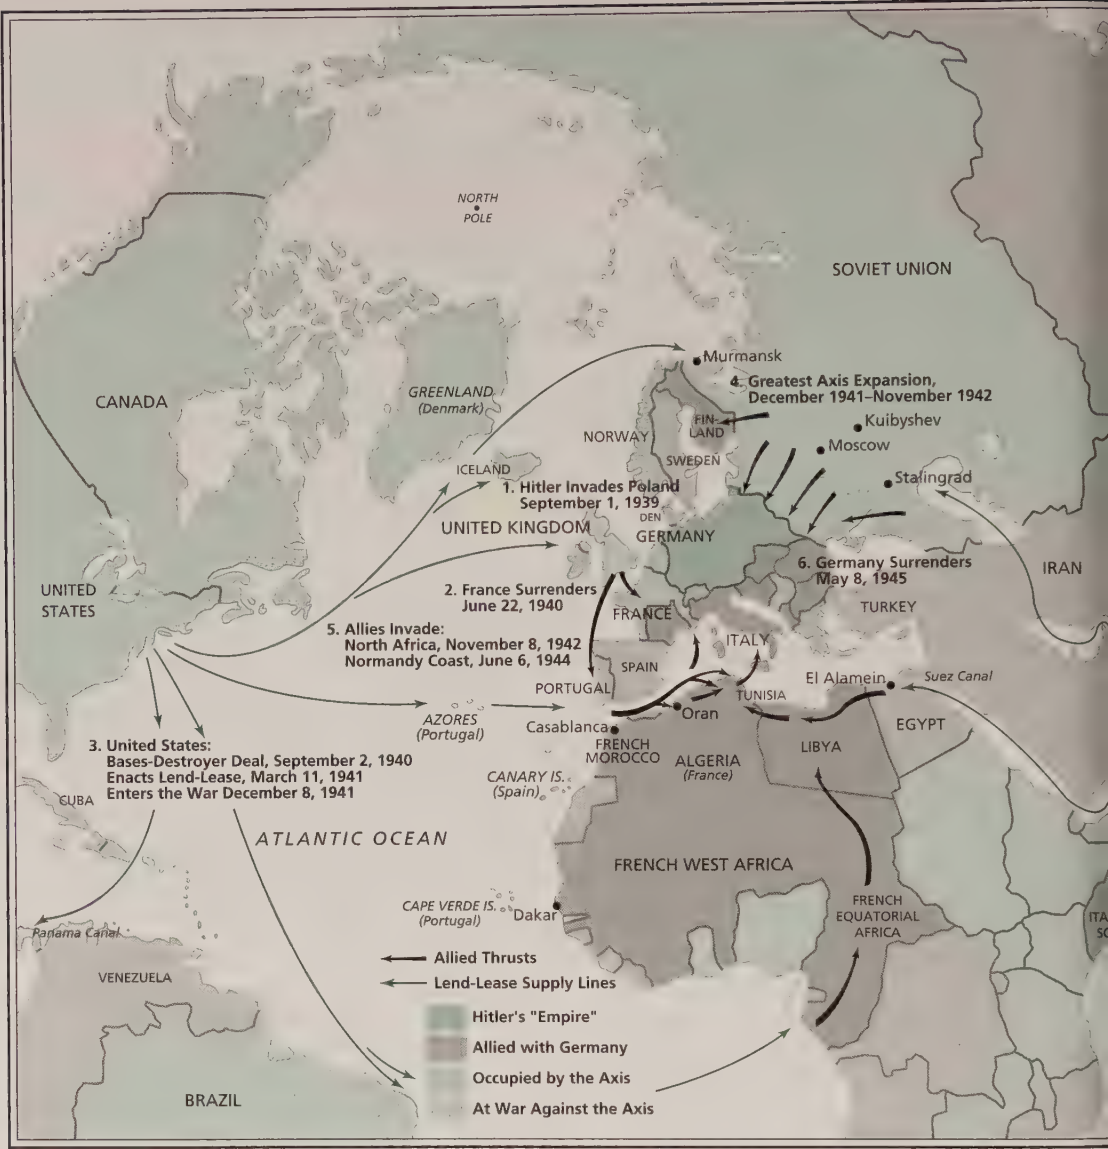 NORTH
POLE
SOVIET UNION
Murmansk
4. Greatest Axis Expansion,
December 1941–November 1942
GREENLAND
(Denmark)
CANADA
FIN-
LAND
Kuibyshev
NORWAY
Moscow
SWEDEN
ICELAND
Stalingrad
1. Hitler Invades Poland
September 1, 1939
DEN
UNITED KINGDOM
GERMANY
6. Germany Surrenders
May 8, 1945
IRAN
UNITED
STATES
2. France Surrenders
June 22, 1940
FRANCE
TURKEY
5. Allies Invade:
North Africa, November 8, 1942
Normandy Coast, June 6, 1944
ITALY
SPAIN
El Alamein
Suez Canal
PORTUGAL
TUNISIA
AZORES
(Portugal)
Oran
Casablanca
EGYPT
FRENCH
MOROCCO
LIBYA
3. United States:
Bases-Destroyer Deal, September 2, 1940
Enacts Lend-Lease, March 11, 1941
Enters the War December 8, 1941
ALGERIA
(France)
CANARY IS.
(Spain)
CUBA
ATLANTIC OCEAN
FRENCH WEST AFRICA
CAPE VERDE IS.
(Portugal)
Dakar
FRENCH
EQUATORIAL
AFRICA
ITA
SO
Panama Canal
VENEZUELA
Allied Thrusts
Lend-Lease Supply Lines
Hitler's "Empire"
Allied with Germany
Occupied by the Axis
At War Against the Axis
BRAZIL